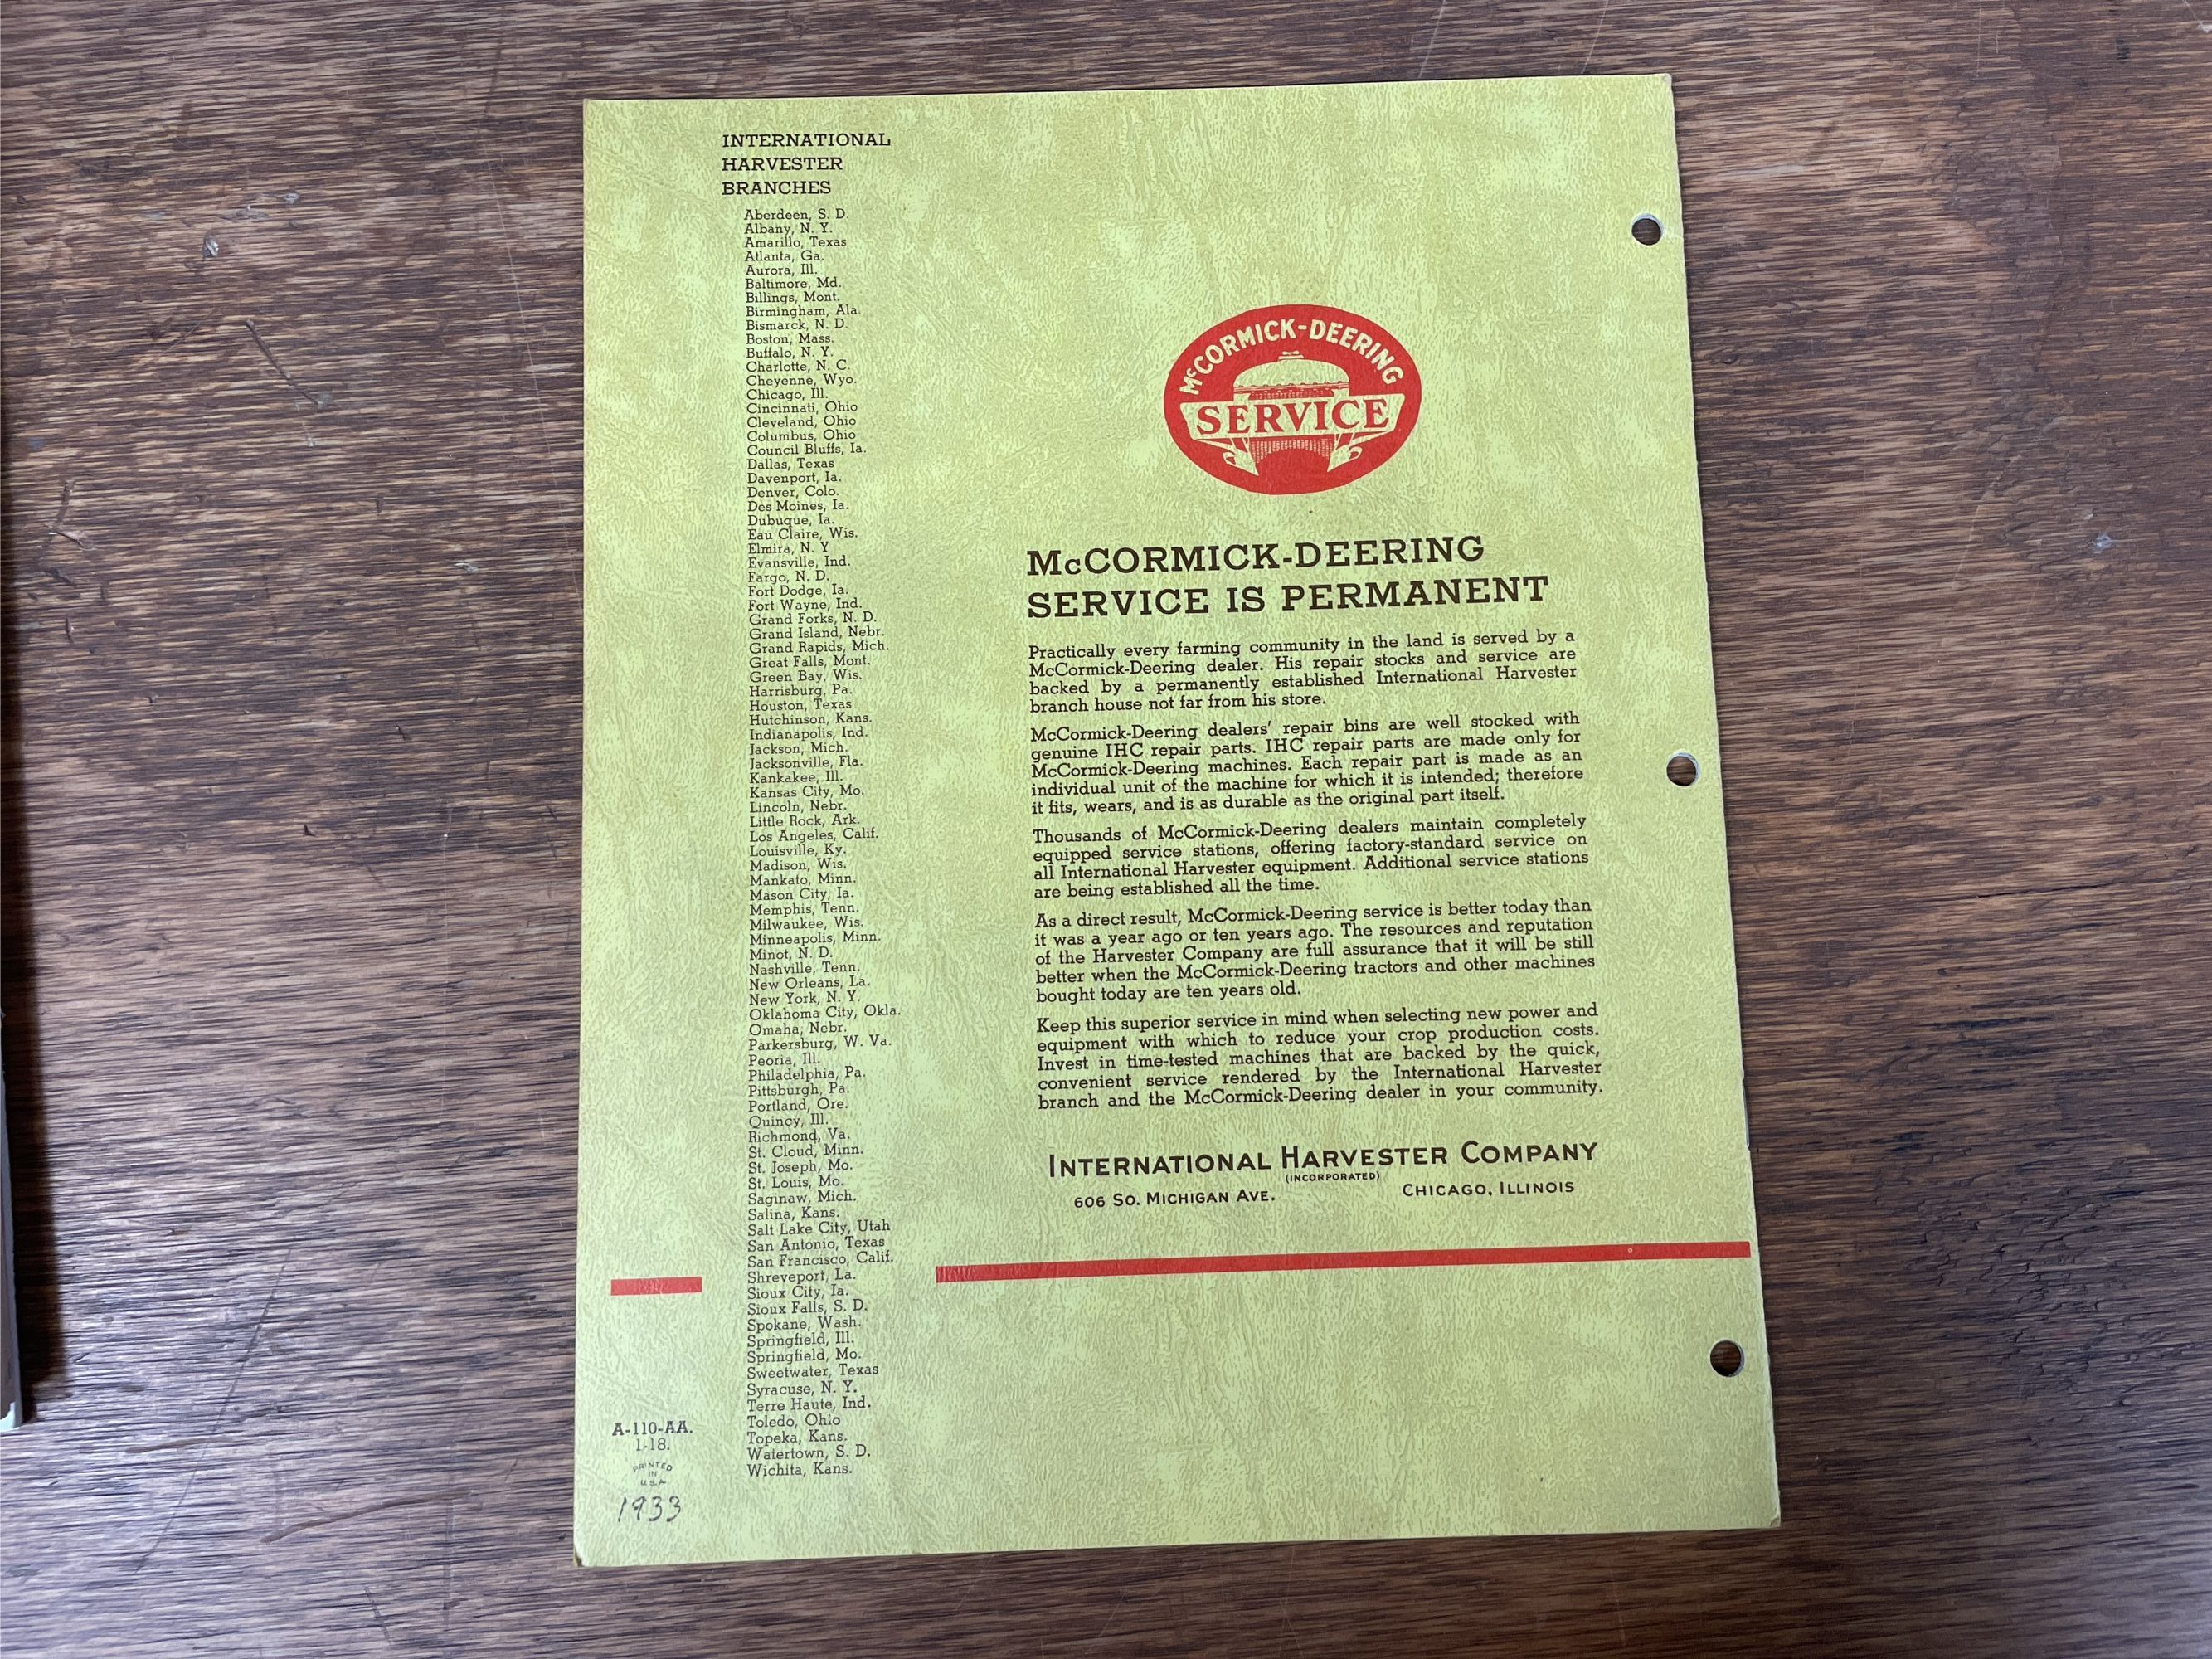 INTERNATIONAL
HARVESTER
BRANCHES
Aberdeen, S. D.
Albany, N. Y.
Amarillo, Texas
Atlanta, Ga.
Aurora, Ill.
Baltimore, Md.
Billings, Mont.
Birmingham, Ala.
Bismarck, N. D.
Boston, Mass.
Buffalo, N. Y.
Charlotte, N. C.
Cheyenne, Wyo.
Chicago, Ill.
Cincinnati, Ohio
Cleveland, Ohio
Columbus, Ohio
Council Bluffs, Ia.
Dallas, Texas
Davenport, Ia.
Denver, Colo.
Des Moines, Ia.
Dubuque, Ia.
Eau Claire, Wis.
Elmira, N. Y
Evansville, Ind.
Fargo, N. D.
Fort Dodge, Ia.
Fort Wayne, Ind.
Grand Forks, N. D.
Grand Island, Nebr.
Grand Rapids, Mich.
Great Falls, Mont.
Green Bay, Wis.
Harrisburg, Pa.
Houston, Texas
Hutchinson, Kans.
Indianapolis, Ind.
Jackson, Mich.
Jacksonville, Fla.
Kankakee, Ill.
Kansas City, Mo.
Lincoln, Nebr.
Little Rock, Ark.
Los Angeles, Calif.
Louisville, Ky.
Madison, Wis.
Mankato, Minn.
Mason City, Ia.
Memphis, Tenn.
Milwaukee, Wis.
Minneapolis, Minn.
Minot, N. D.
Nashville, Tenn.
New Orleans, La.
New York, N. Y.
Oklahoma City, Okla.
Omaha, Nebr.
Parkersburg, W. Va.
Peoria, Ill.
Philadelphia, Pa.
Pittsburgh, Pa.
Portland, Ore.
Quincy, Ill.
Richmond, Va.
St. Cloud, Minn.
St. Joseph, Mo.
St. Louis, Mo.
Saginaw, Mich.
Salina, Kans.
Salt Lake City, Utah
San Antonio, Texas
San Francisco, Calif.
Shreveport, La.
Sioux City, Ia.
Sioux Falls, S. D.
Spokane, Wash.
Springfield, Ill.
Springfield, Mo.
Sweetwater, Texas
Syracuse, N. Y.
Terre Haute, Ind.
Toledo, Ohio
Topeka, Kans.
Watertown, S. D.
Wichita, Kans.
A-110-AA.
1-18.
PRINTED
IN
U.S.A.
1933
McCORMICK-DEERING
SERVICE
McCORMICK-DEERING
SERVICE IS PERMANENT
Practically every farming community in the land is served by a
McCormick-Deering dealer. His repair stocks and service are
backed by a permanently established International Harvester
branch house not far from his store.
McCormick-Deering dealers' repair bins are well stocked with
genuine IHC repair parts. IHC repair parts are made only for
McCormick-Deering machines. Each repair part is made as an
individual unit of the machine for which it is intended; therefore
it fits, wears, and is as durable as the original part itself.
Thousands of McCormick-Deering dealers maintain completely
equipped service stations, offering factory-standard service on
all International Harvester equipment. Additional service stations
are being established all the time.
As a direct result, McCormick-Deering service is better today than
it was a year ago or ten years ago. The resources and reputation
of the Harvester Company are full assurance that it will be still
better when the McCormick-Deering tractors and other machines
bought today are ten years old.
Keep this superior service in mind when selecting new power and
equipment with which to reduce your crop production costs.
Invest in time-tested machines that are backed by the quick,
convenient service rendered by the International Harvester
branch and the McCormick-Deering dealer in your community.
INTERNATIONAL HARVESTER COMPANY
(INCORPORATED)
606 SO. MICHIGAN AVE. CHICAGO, ILLINOIS